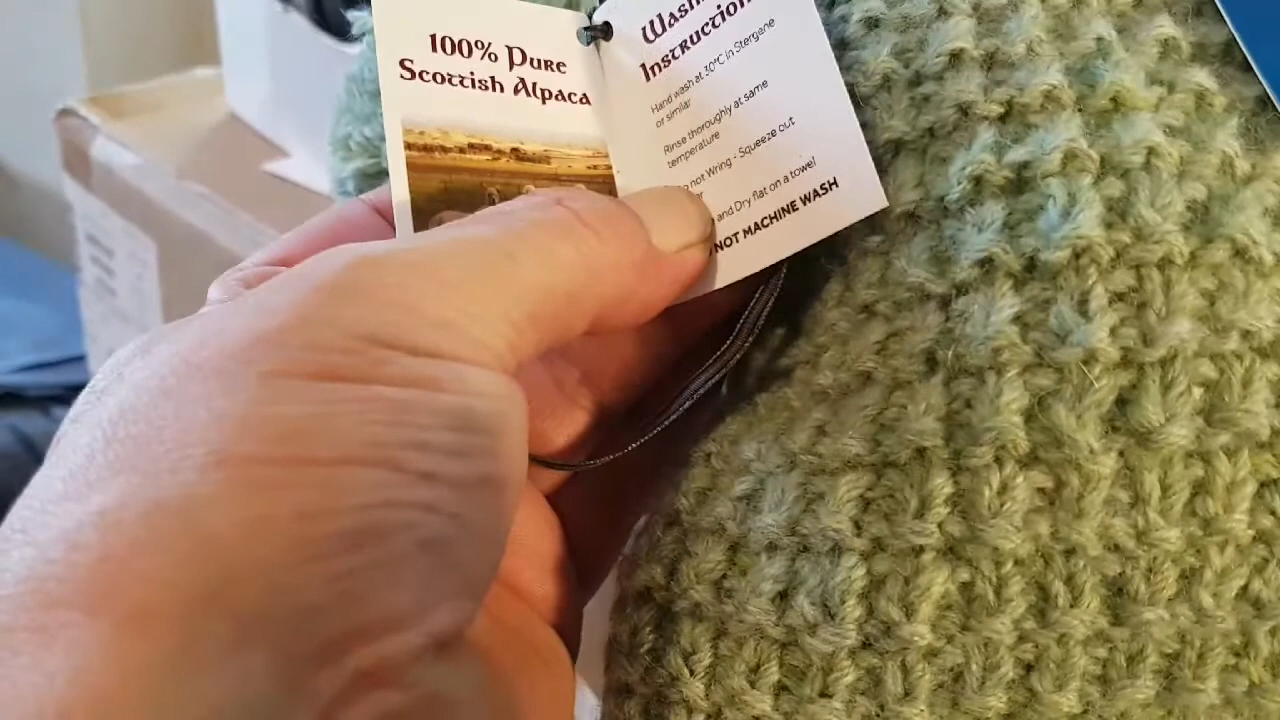 100% Pure
Scottish Alpaca
Instruction
Hand wash at 30°C in Stergene
or similar
Rinse thoroughly at same
temperature
not Wring - Squeeze out
and Dry flat on a towel
NOT MACHINE WASH